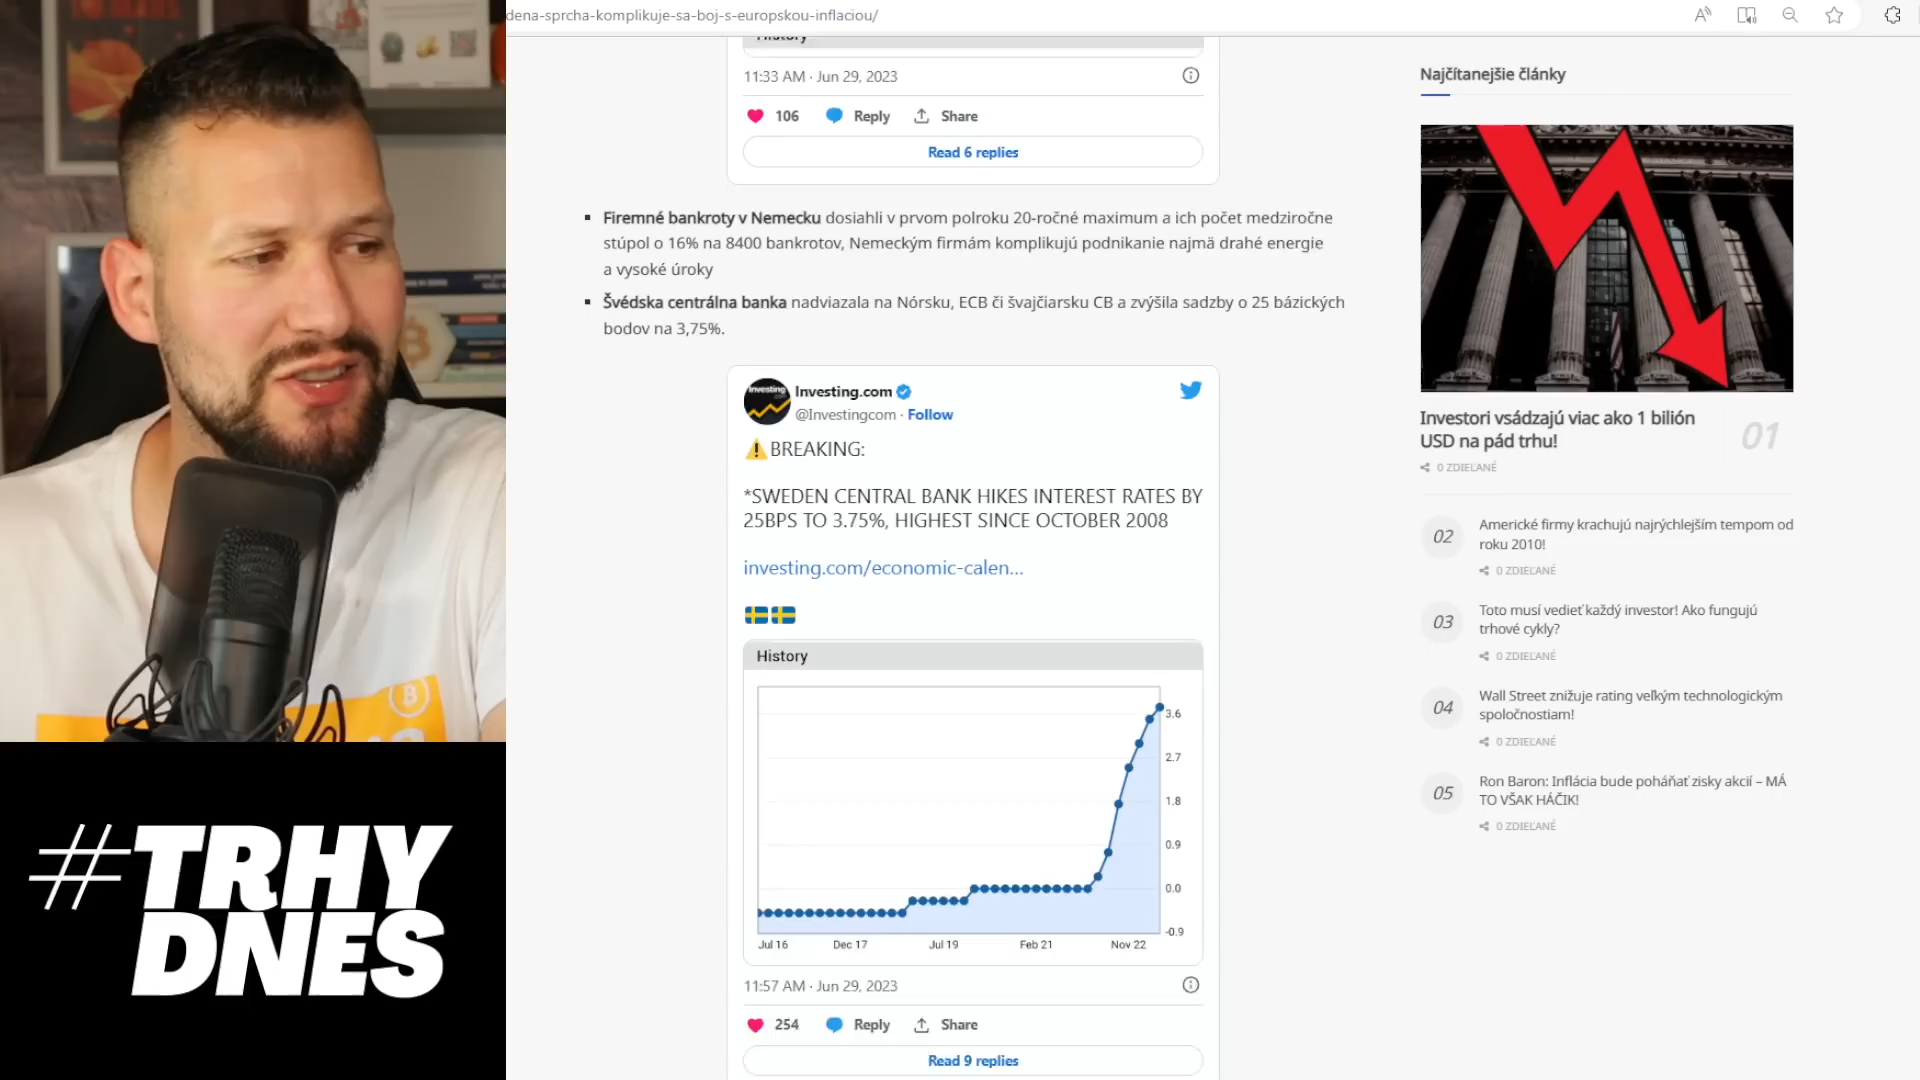 dena-sprcha-komplikuje-sa-boj-s-europskou-inflaciou/
History
11:33 AM · Jun 29, 2023
106 Reply Share
Read 6 replies
Firemné bankroty v Nemecku dosiahli v prvom polroku 20-ročné maximum a ich počet medziročne
stúpol o 16% na 8400 bankrotov, Nemeckým firmám komplikujú podnikanie najmä drahé energie
a vysoké úroky
Švédska centrálna banka nadviazala na Nórsku, ECB či švajčiarsku CB a zvýšila sadzby o 25 bázických
bodov na 3,75%.
Investing.com
@Investingcom · Follow
⚠️BREAKING:
*SWEDEN CENTRAL BANK HIKES INTEREST RATES BY
25BPS TO 3.75%, HIGHEST SINCE OCTOBER 2008
investing.com/economic-calen...
🇸🇪🇸🇪
History
3.6
2.7
1.8
0.9
0.0
-0.9
Jul 16 Dec 17 Jul 19 Feb 21 Nov 22
11:57 AM · Jun 29, 2023
254 Reply Share
Read 9 replies
Najčítanejšie články
Investori vsádzajú viac ako 1 bilión
USD na pád trhu!
01
0 ZDIEĽANÉ
02
Americké firmy krachujú najrýchlejším tempom od
roku 2010!
0 ZDIEĽANÉ
03
Toto musí vedieť každý investor! Ako fungujú
trhové cykly?
0 ZDIEĽANÉ
04
Wall Street znižuje rating veľkým technologickým
spoločnostiam!
0 ZDIEĽANÉ
05
Ron Baron: Inflácia bude poháňať zisky akcií – MÁ
TO VŠAK HÁČIK!
0 ZDIEĽANÉ
#TRHY
DNES